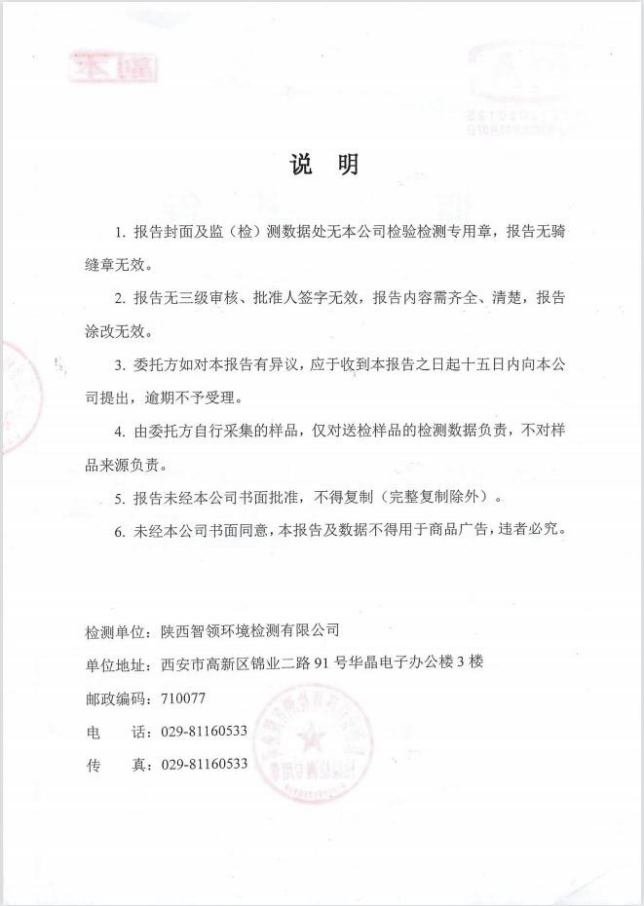 说 明
1. 报告封面及监（检）测数据处无本公司检验检测专用章，报告无骑
缝章无效。
2. 报告无三级审核、批准人签字无效，报告内容需齐全、清楚，报告
涂改无效。
3. 委托方如对本报告有异议，应于收到本报告之日起十五日内向本公
司提出，逾期不予受理。
4. 由委托方自行采集的样品，仅对送检样品的检测数据负责，不对样
品来源负责。
5. 报告未经本公司书面批准，不得复制（完整复制除外）。
6. 未经本公司书面同意，本报告及数据不得用于商品广告，违者必究。
检测单位：陕西智领环境检测有限公司
单位地址：西安市高新区锦业二路 91 号华晶电子办公楼 3 楼
邮政编码：710077
电 话：029-81160533
传 真：029-81160533
副本